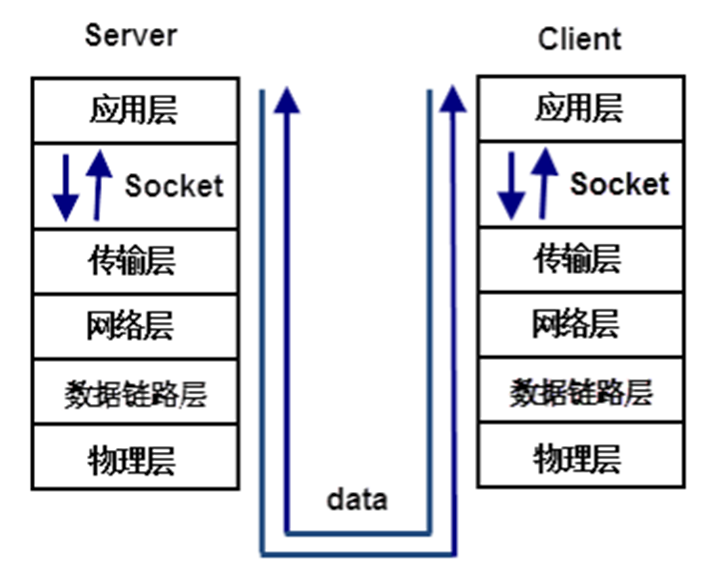 Server
应用层
Socket
传输层
网络层
数据链路层
物理层
data
Client
应用层
Socket
传输层
网络层
数据链路层
物理层